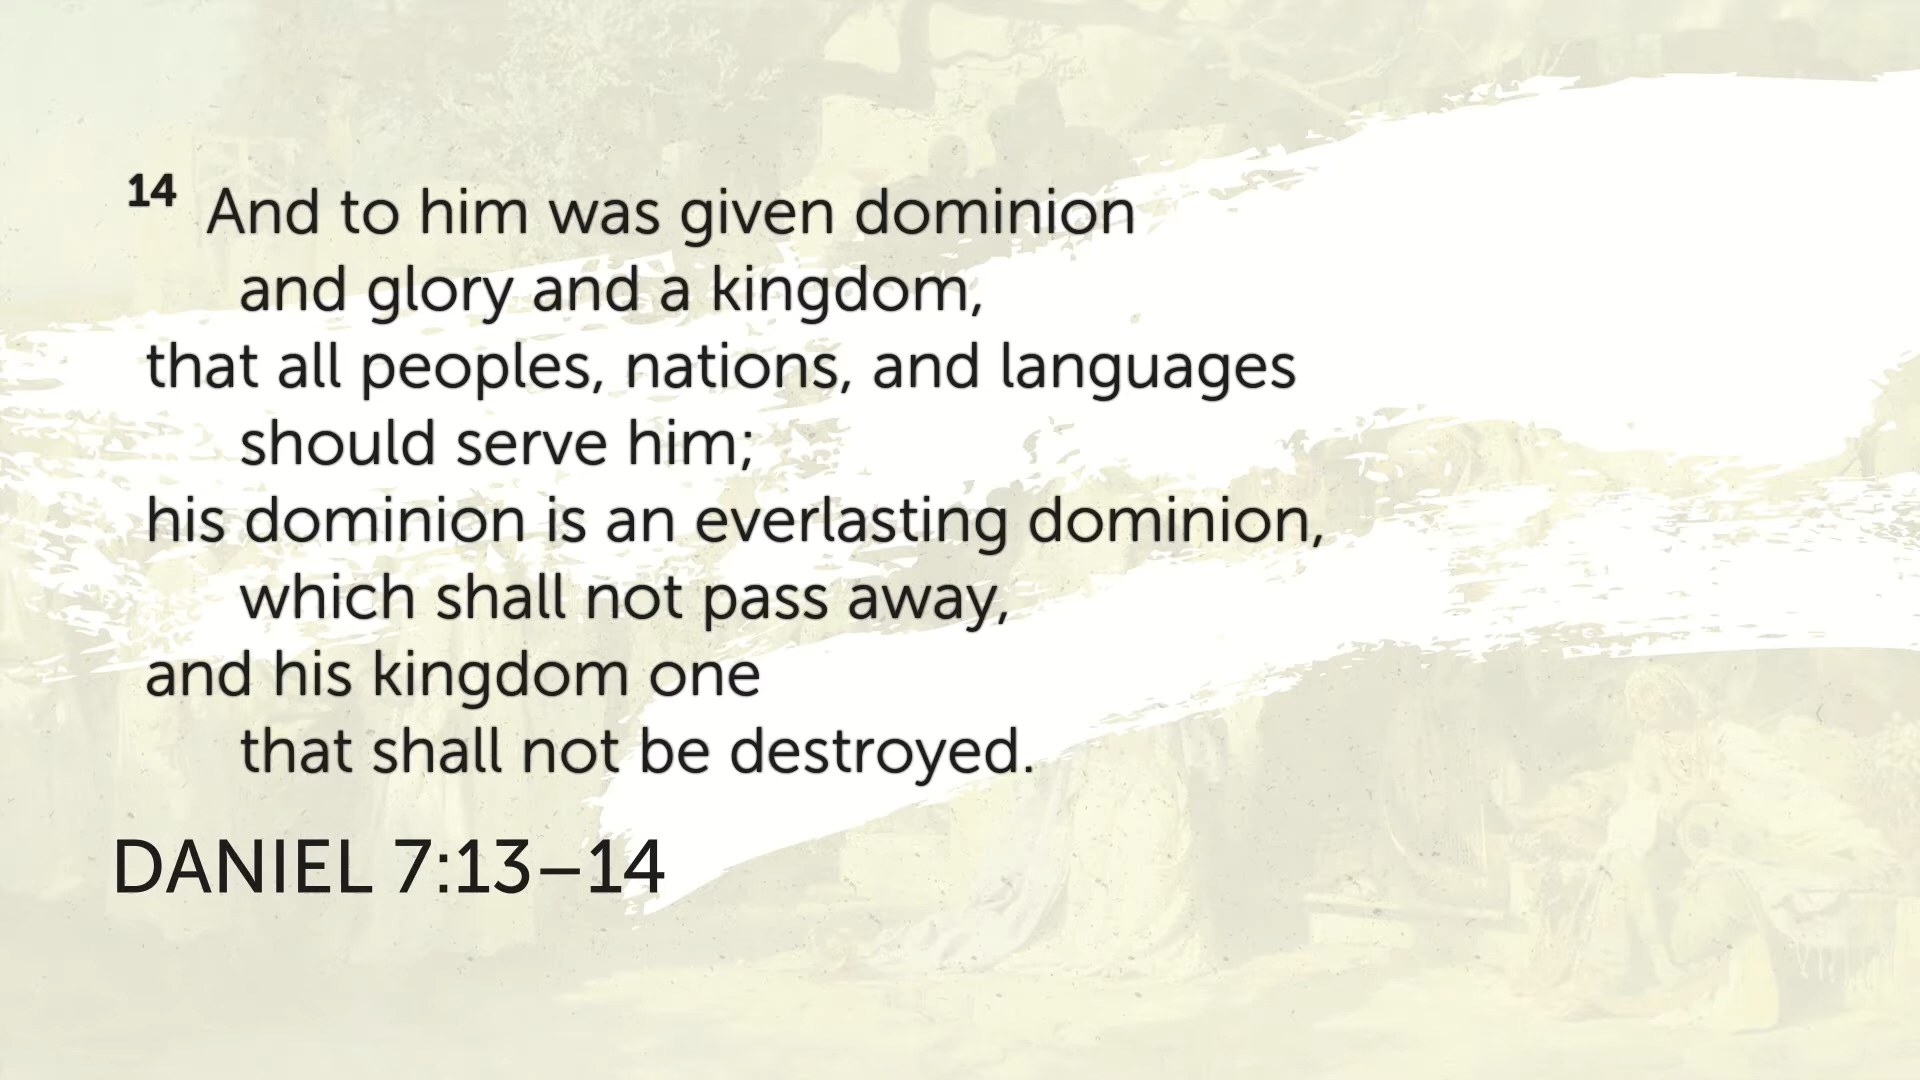 14 And to him was given dominion
and glory and a kingdom,
that all peoples, nations, and languages
should serve him;
his dominion is an everlasting dominion,
which shall not pass away,
and his kingdom one
that shall not be destroyed.
DANIEL 7:13–14